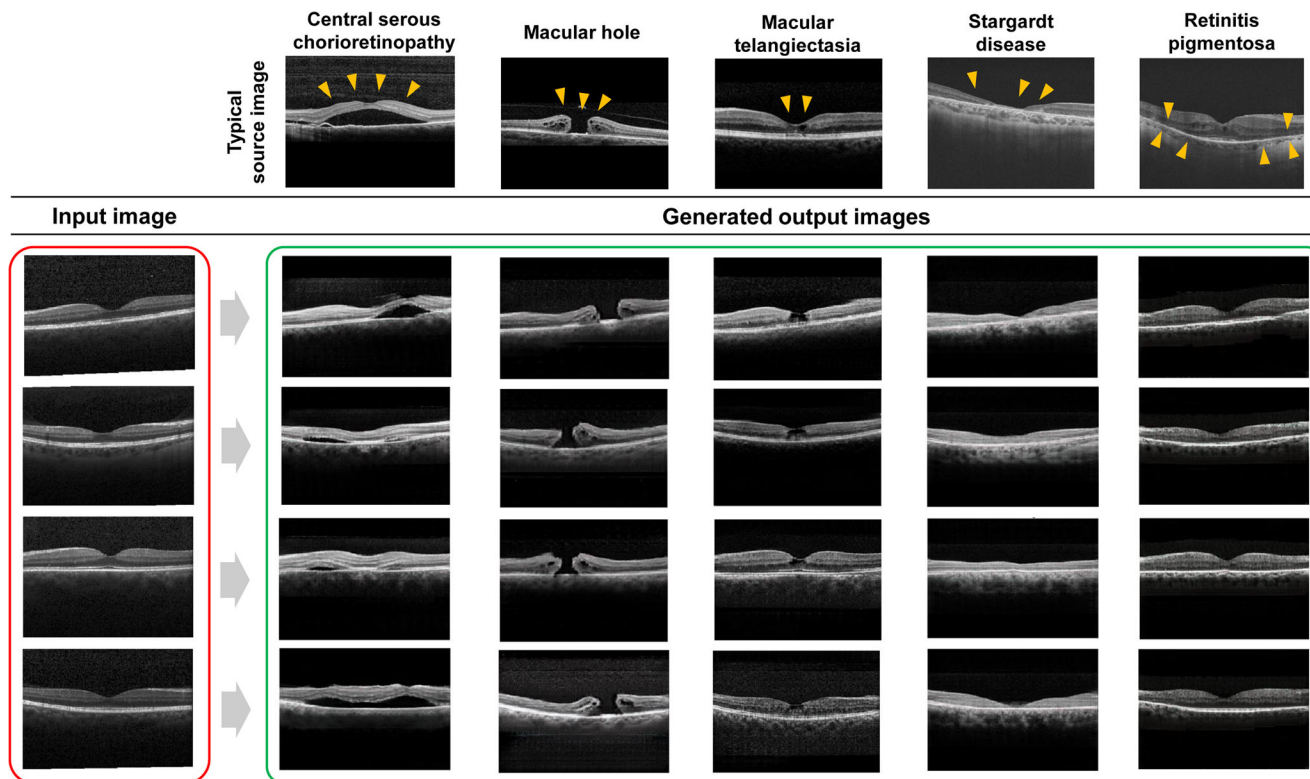 Central serous
chorioretinopathy
Macular hole
Macular
telangiectasia
Stargardt
disease
Retinitis
pigmentosa
Typical
source image
Input image
Generated output images